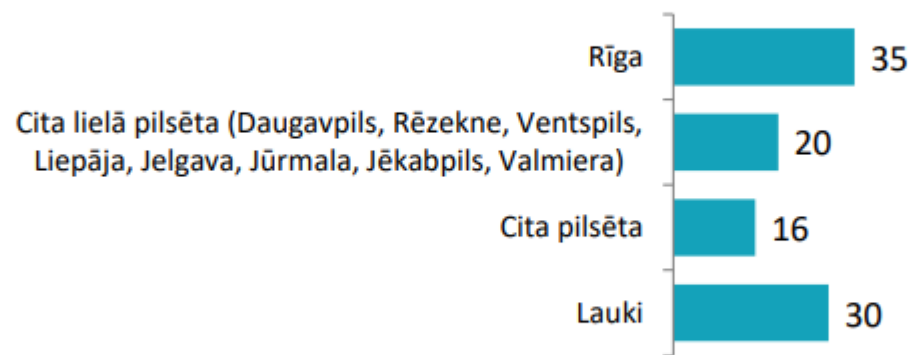 Rīga 35
Cita lielā pilsēta (Daugavpils, Rēzekne, Ventspils,
Liepāja, Jelgava, Jūrmala, Jēkabpils, Valmiera) 20
Cita pilsēta 16
Lauki 30